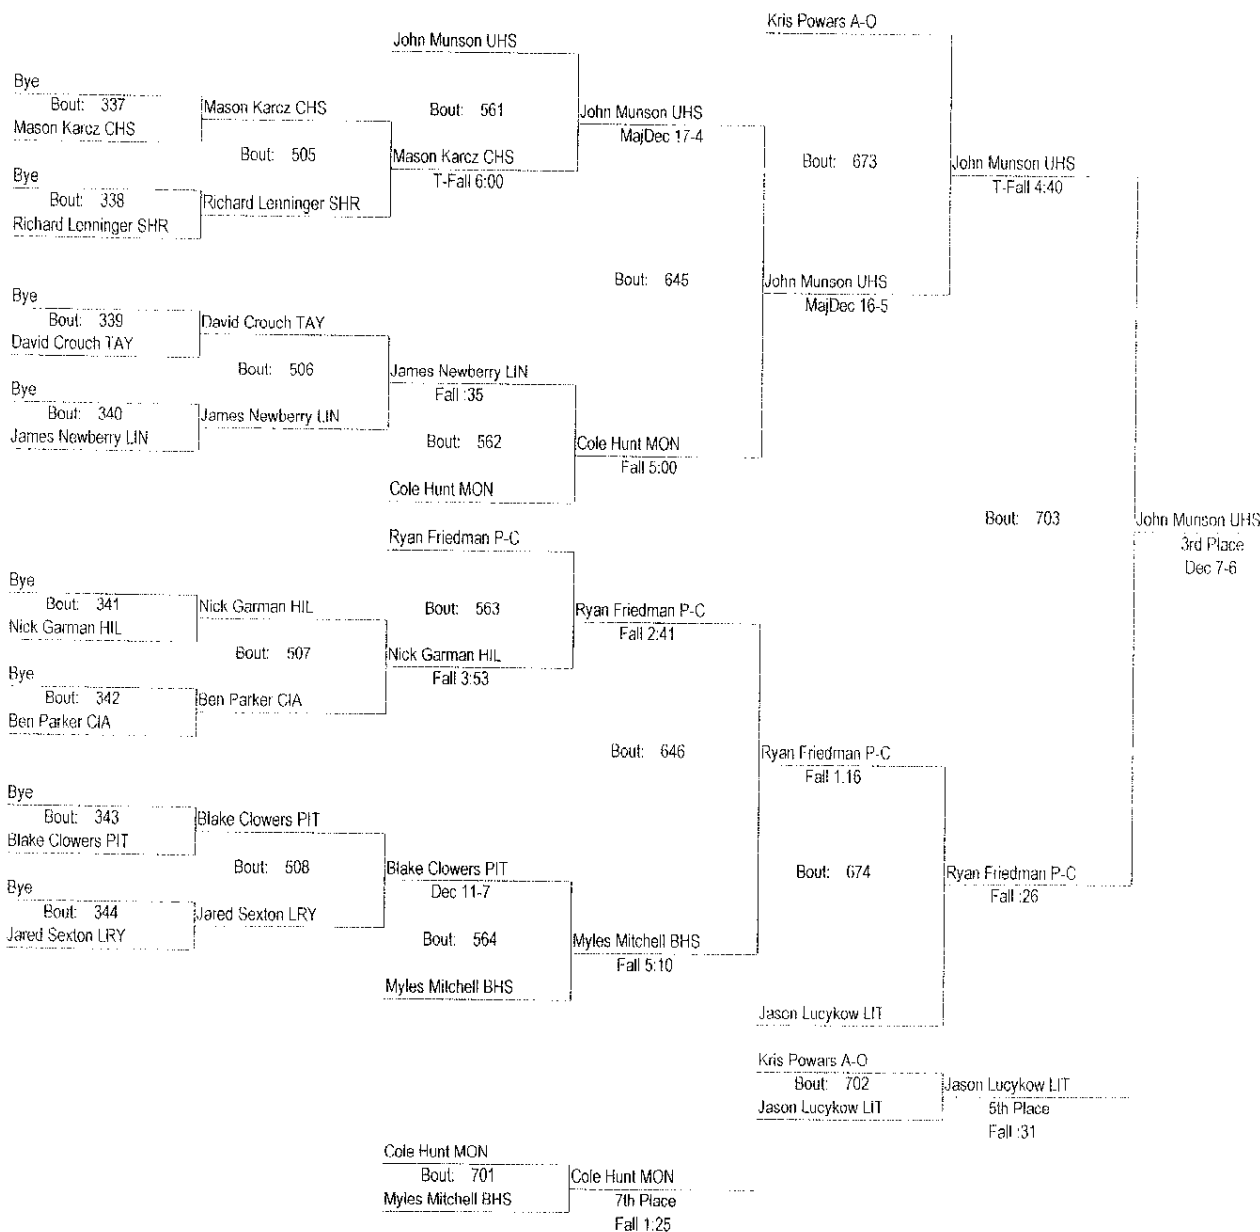 Kris Powars A-O
John Munson UHS
Bye
Bout: 337
Mason Karcz CHS
Mason Karcz CHS
Bout: 561
John Munson UHS
MajDec 17-4
Bout: 505
Mason Karcz CHS
T-Fall 6:00
Bout: 673
John Munson UHS
T-Fall 4:40
Bye
Bout: 338
Richard Lenninger SHR
Richard Lenninger SHR
Bout: 645
John Munson UHS
MajDec 16-5
Bye
Bout: 339
David Crouch TAY
David Crouch TAY
Bout: 506
James Newberry LIN
Fall :35
Bye
Bout: 340
James Newberry LIN
James Newberry LIN
Bout: 562
Cole Hunt MON
Fall 5:00
Cole Hunt MON
Bout: 703
John Munson UHS
3rd Place
Dec 7-6
Ryan Friedman P-C
Bye
Bout: 341
Nick Garman HIL
Nick Garman HIL
Bout: 563
Ryan Friedman P-C
Fall 2:41
Bout: 507
Nick Garman HIL
Fall 3:53
Bye
Bout: 342
Ben Parker CIA
Ben Parker CIA
Bout: 646
Ryan Friedman P-C
Fall 1:16
Bye
Bout: 343
Blake Clowers PIT
Blake Clowers PIT
Bout: 508
Blake Clowers PIT
Dec 11-7
Bout: 674
Ryan Friedman P-C
Fall :26
Bye
Bout: 344
Jared Sexton LRY
Jared Sexton LRY
Bout: 564
Myles Mitchell BHS
Fall 5:10
Myles Mitchell BHS
Jason Lucykow LIT
Kris Powars A-O
Bout: 702
Jason Lucykow LIT
Jason Lucykow LIT
5th Place
Fall :31
Cole Hunt MON
Bout: 701
Myles Mitchell BHS
Cole Hunt MON
7th Place
Fall 1:25